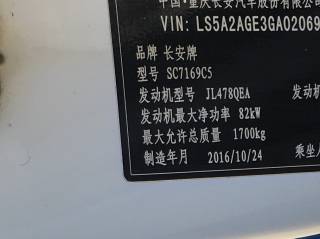 中国·重庆长安汽车股份有限
VIN: LS5A2AGE3GA02069
品牌 长安牌
型号 SC7169C5
发动机型号 JL478QEA 发动
发动机最大净功率 82kW
最大允许总质量 1700kg
制造年月 2016/10/24 乘坐人